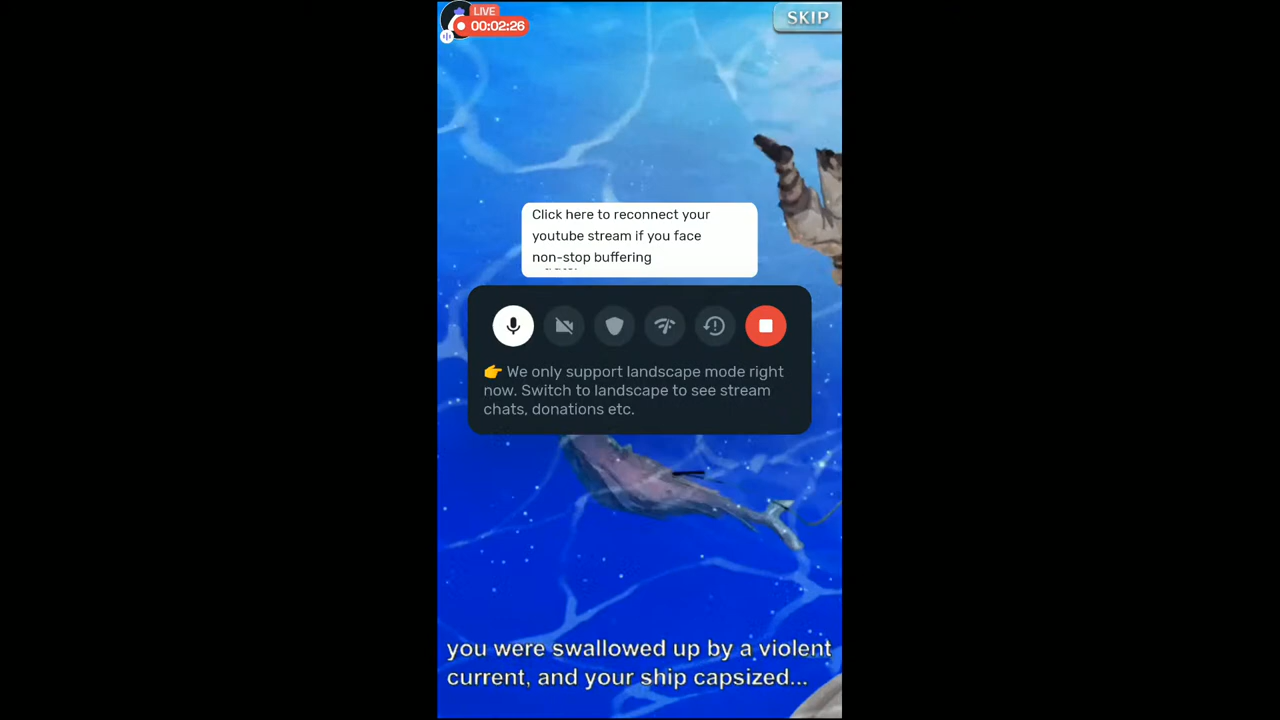 LIVE
00:02:26
SKIP
Click here to reconnect your
youtube stream if you face
non-stop buffering
👉 We only support landscape mode right
now. Switch to landscape to see stream
chats, donations etc.
you were swallowed up by a violent
current, and your ship capsized...